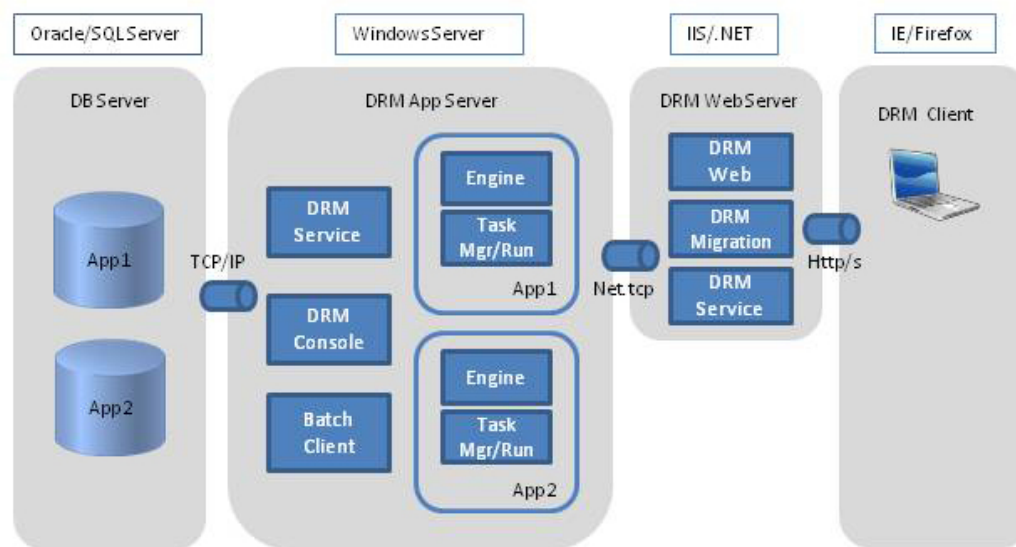 Oracle/SQLServer
WindowsServer
IIS/.NET
IE/Firefox
DB Server
DRM App Server
DRM WebServer
DRM Client
App1
App2
TCP/IP
DRM
Service
DRM
Console
Batch
Client
Engine
Task
Mgr/Run
App1
Engine
Task
Mgr/Run
App2
Net.tcp
DRM
Web
DRM
Migration
DRM
Service
Http/s